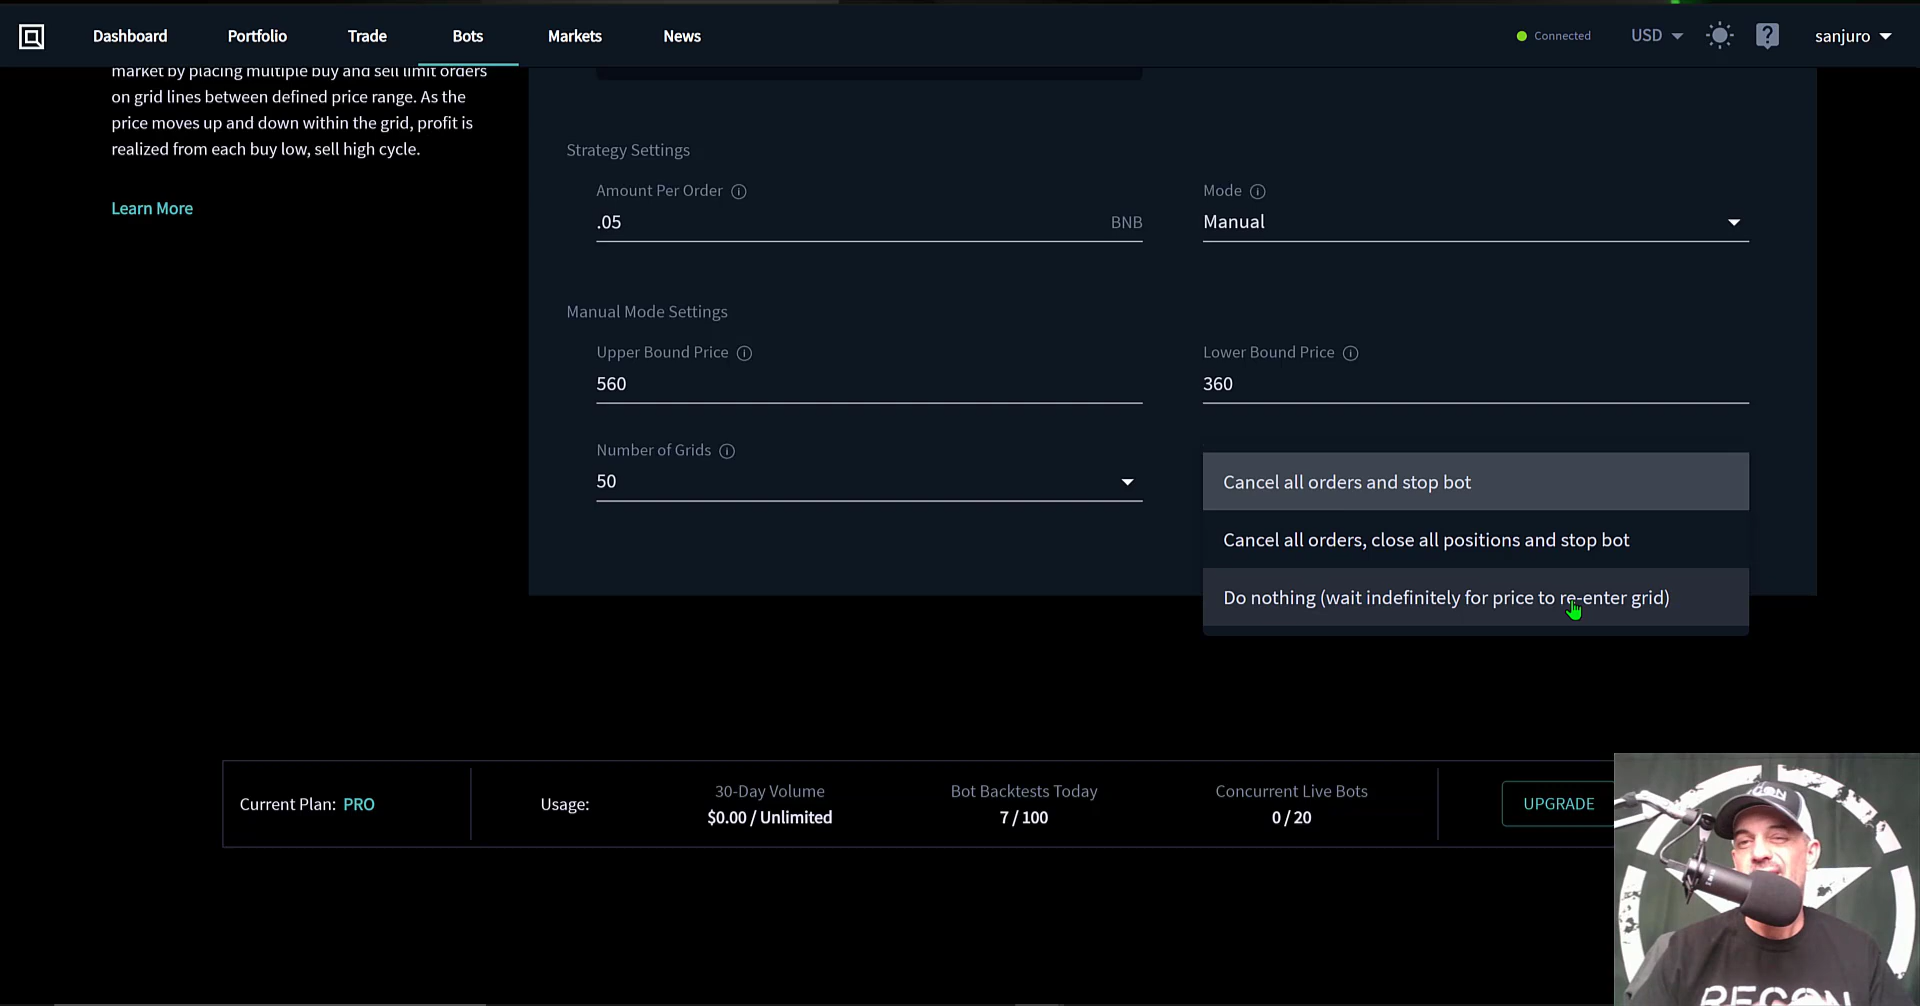 Dashboard
Portfolio
Trade
Bots
Markets
News
Connected
USD
sanjuro
market by placing multiple buy and sell limit orders
on grid lines between defined price range. As the
price moves up and down within the grid, profit is
realized from each buy low, sell high cycle.
Learn More
Strategy Settings
Amount Per Order
.05 BNB
Mode
Manual
Manual Mode Settings
Upper Bound Price
560
Lower Bound Price
360
Number of Grids
50
Cancel all orders and stop bot
Cancel all orders, close all positions and stop bot
Do nothing (wait indefinitely for price to re-enter grid)
Current Plan: PRO
Usage:
30-Day Volume
$0.00 / Unlimited
Bot Backtests Today
7 / 100
Concurrent Live Bots
0 / 20
UPGRADE
RECON